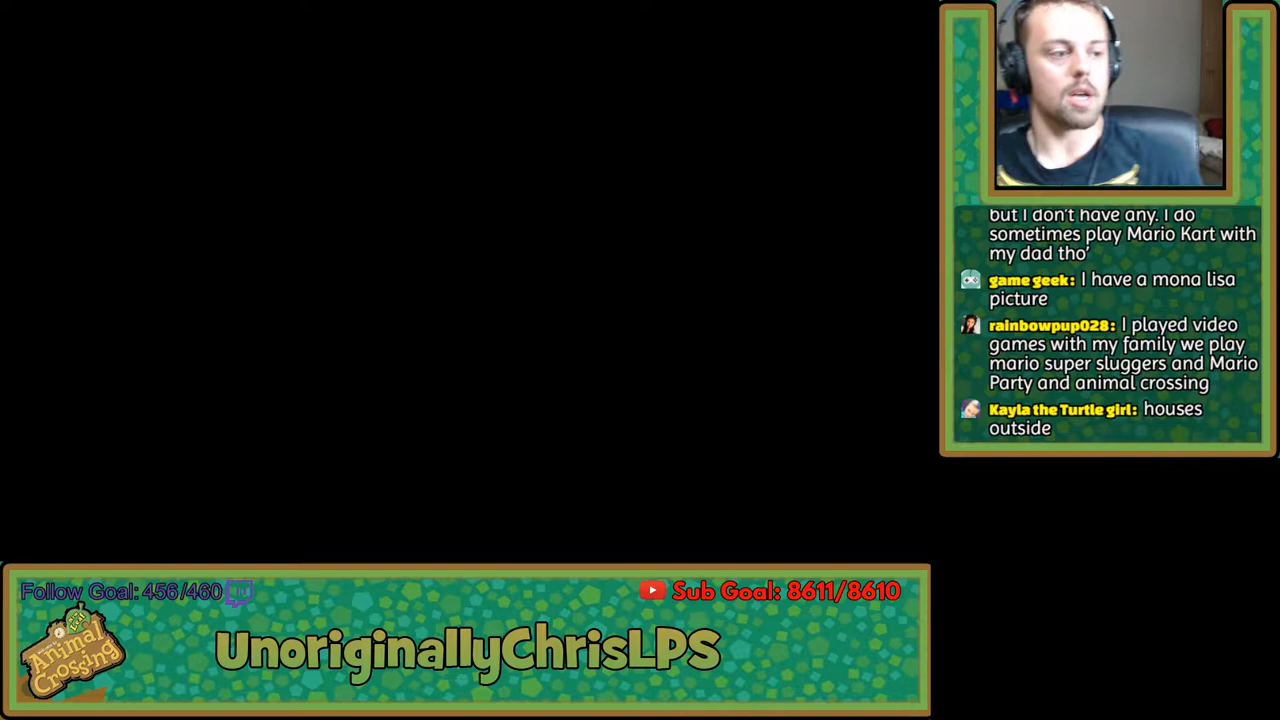 but I don't have any. I do
sometimes play Mario Kart with
my dad tho'
game geek: I have a mona lisa
picture
rainbowpup028: I played video
games with my family we play
mario super sluggers and Mario
Party and animal crossing
Kayla the Turtle girl: houses
outside
Follow Goal: 456/460
Sub Goal: 8611/8610
Animal
Crossing
UnoriginallyChrisLPS